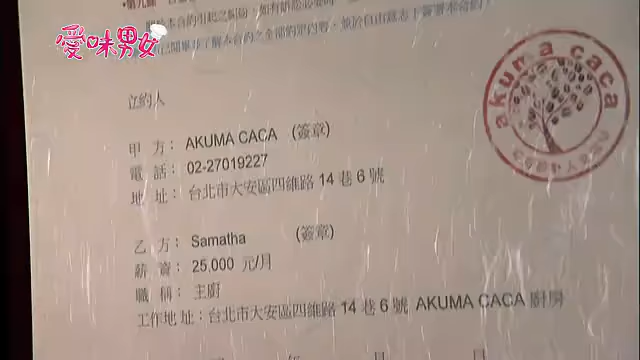 愛味男女
立約人
甲 方： AKUMA CACA (簽章)
電 話： 02-27019227
地 址： 台北市大安區四維路 14 巷 6 號
乙 方： Samatha (簽章)
薪 資： 25,000 元/月
職 稱： 主廚
工作地 址：台北市大安區四維路 14 巷 6 號 AKUMA CACA 廚房
akuma caca
年 月 日